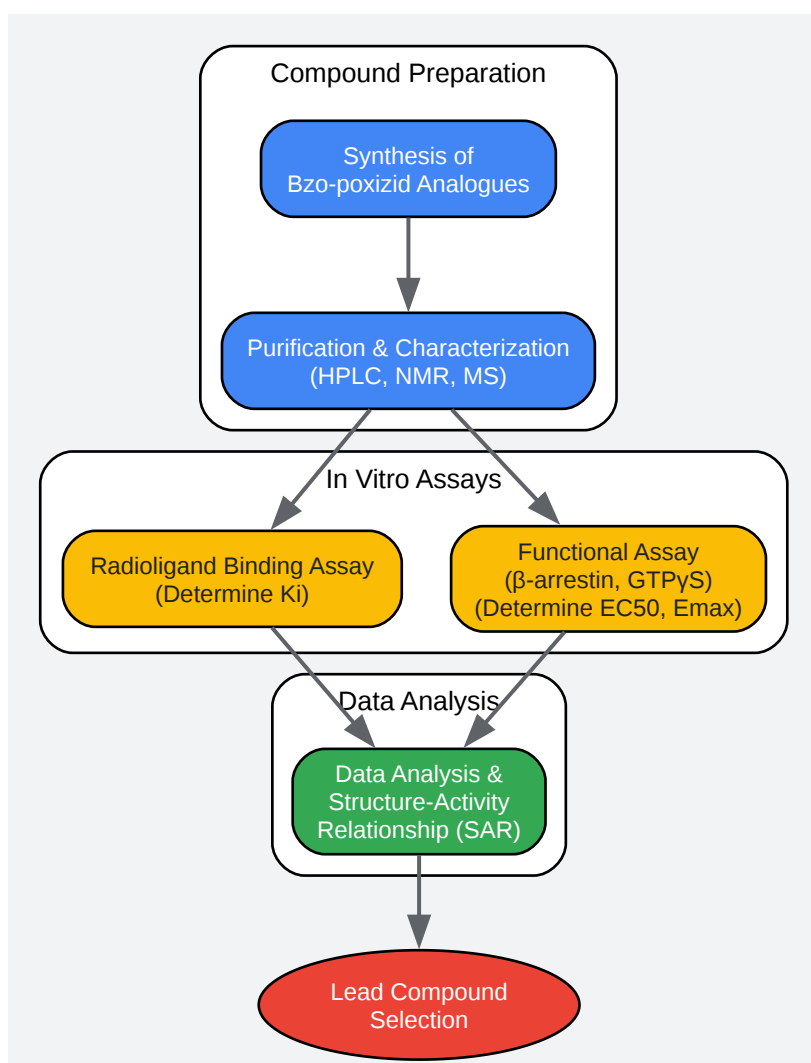 Compound Preparation
Synthesis of
Bzo-poxizid Analogues
Purification & Characterization
(HPLC, NMR, MS)
In Vitro Assays
Radioligand Binding Assay
(Determine Ki)
Functional Assay
(β-arrestin, GTPγS)
(Determine EC50, Emax)
Data Analysis
Data Analysis &
Structure-Activity
Relationship (SAR)
Lead Compound
Selection